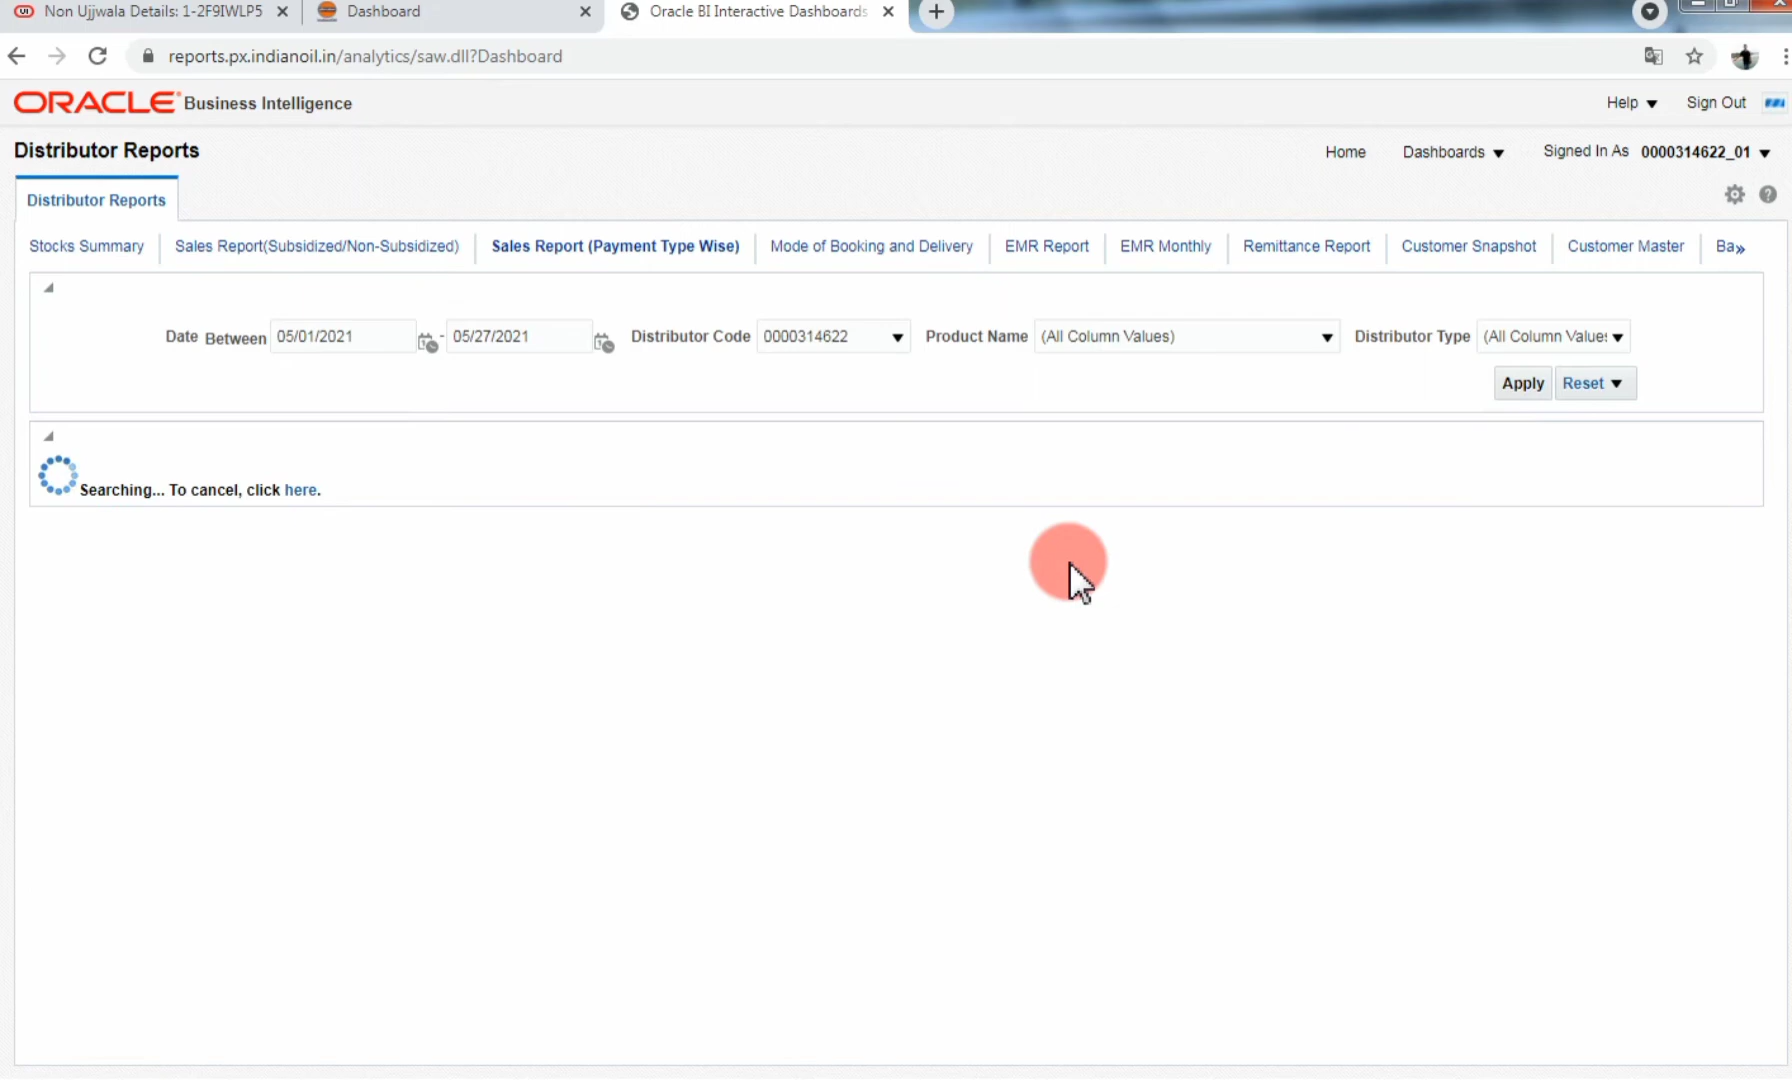 Non Ujjwala Details: 1-2F9IWLP5
Dashboard
Oracle BI Interactive Dashboards
reports.px.indianoil.in/analytics/saw.dll?Dashboard
ORACLE Business Intelligence
Help
Sign Out
Distributor Reports
Home
Dashboards
Signed In As 0000314622_01
Distributor Reports
Stocks Summary
Sales Report(Subsidized/Non-Subsidized)
Sales Report (Payment Type Wise)
Mode of Booking and Delivery
EMR Report
EMR Monthly
Remittance Report
Customer Snapshot
Customer Master
Ba»
Date Between 05/01/2021 - 05/27/2021
Distributor Code 0000314622
Product Name (All Column Values)
Distributor Type (All Column Values
Apply
Reset
Searching... To cancel, click here.